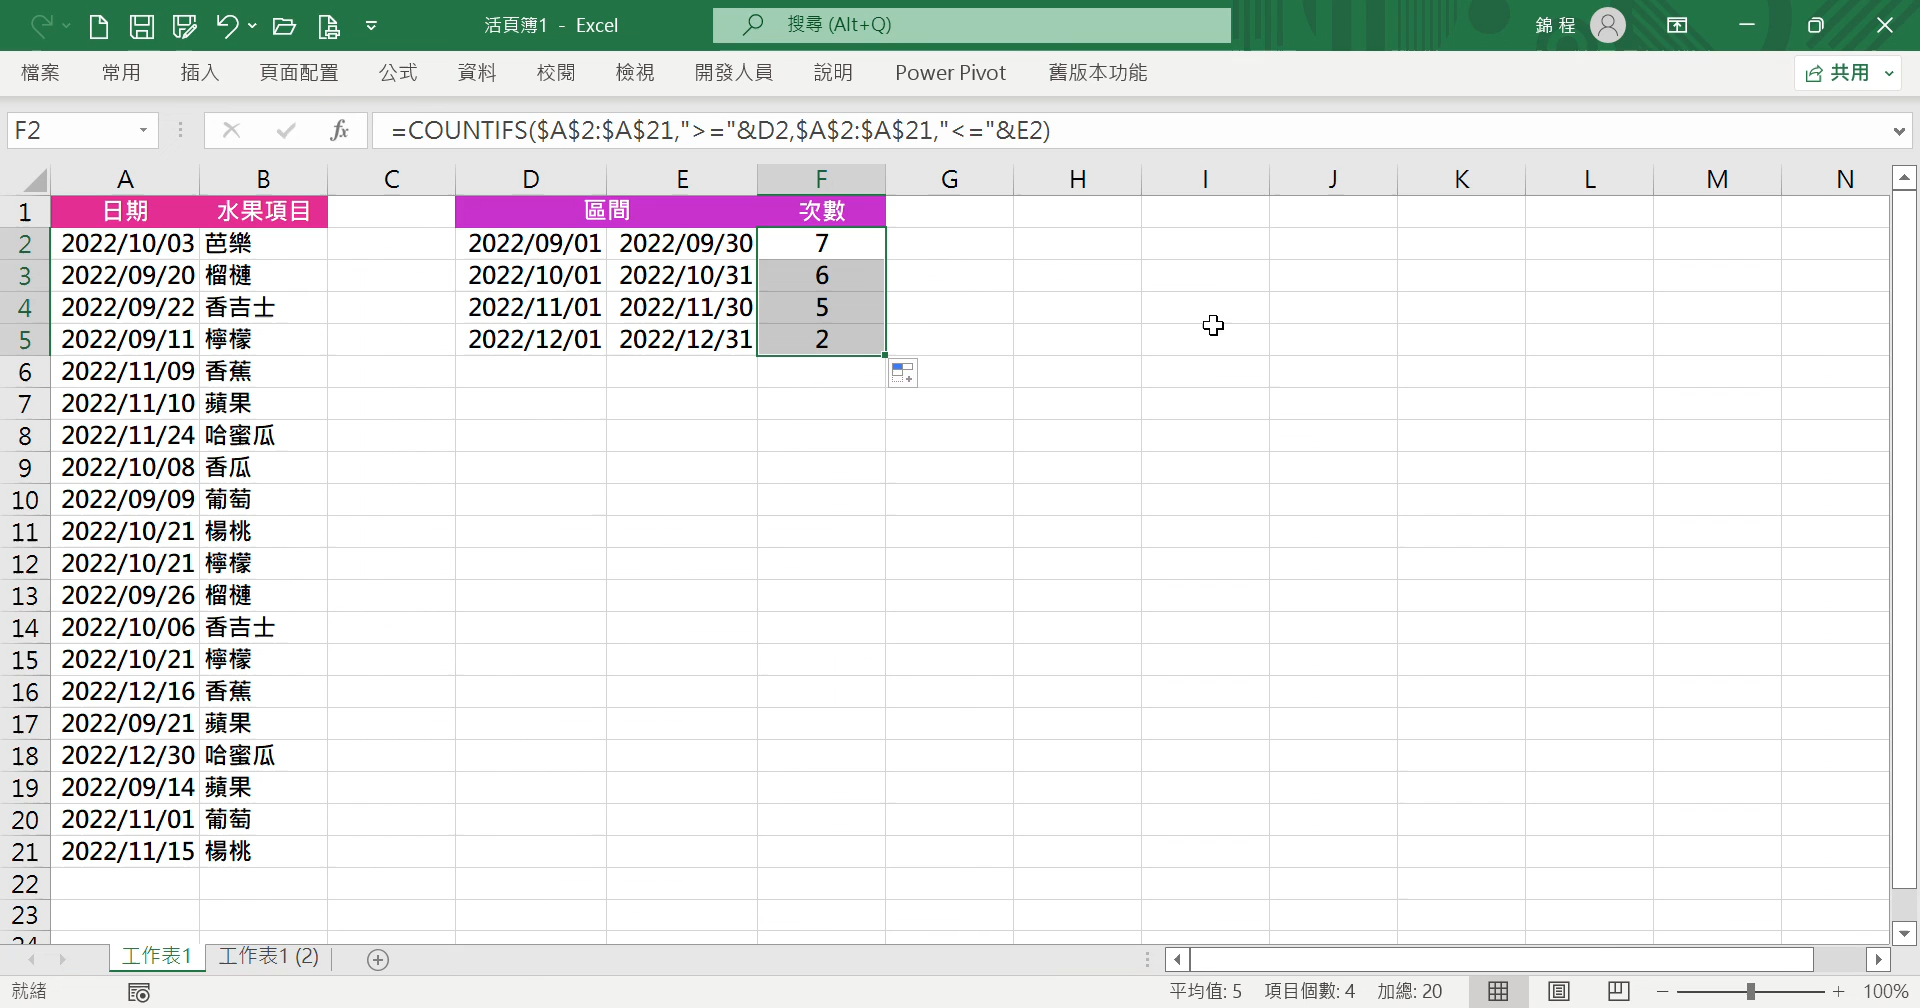 活頁簿1 - Excel
搜尋 (Alt+Q)
錦 程
檔案 常用 插入 頁面配置 公式 資料 校閱 檢視 開發人員 說明 Power Pivot 舊版本功能 共用
F2 fx =COUNTIFS($A$2:$A$21,">="&D2,$A$2:$A$21,"<="&E2)
A B C D E F G H I J K L M N
1 日期 水果項目 區間 次數
2 2022/10/03 芭樂 2022/09/01 2022/09/30 7
3 2022/09/20 榴槤 2022/10/01 2022/10/31 6
4 2022/09/22 香吉士 2022/11/01 2022/11/30 5
5 2022/09/11 檸檬 2022/12/01 2022/12/31 2
6 2022/11/09 香蕉
7 2022/11/10 蘋果
8 2022/11/24 哈蜜瓜
9 2022/10/08 香瓜
10 2022/09/09 葡萄
11 2022/10/21 楊桃
12 2022/10/21 檸檬
13 2022/09/26 榴槤
14 2022/10/06 香吉士
15 2022/10/21 檸檬
16 2022/12/16 香蕉
17 2022/09/21 蘋果
18 2022/12/30 哈蜜瓜
19 2022/09/14 蘋果
20 2022/11/01 葡萄
21 2022/11/15 楊桃
22
23
24
工作表1 工作表1 (2)
就緒 平均值: 5 項目個數: 4 加總: 20 100%